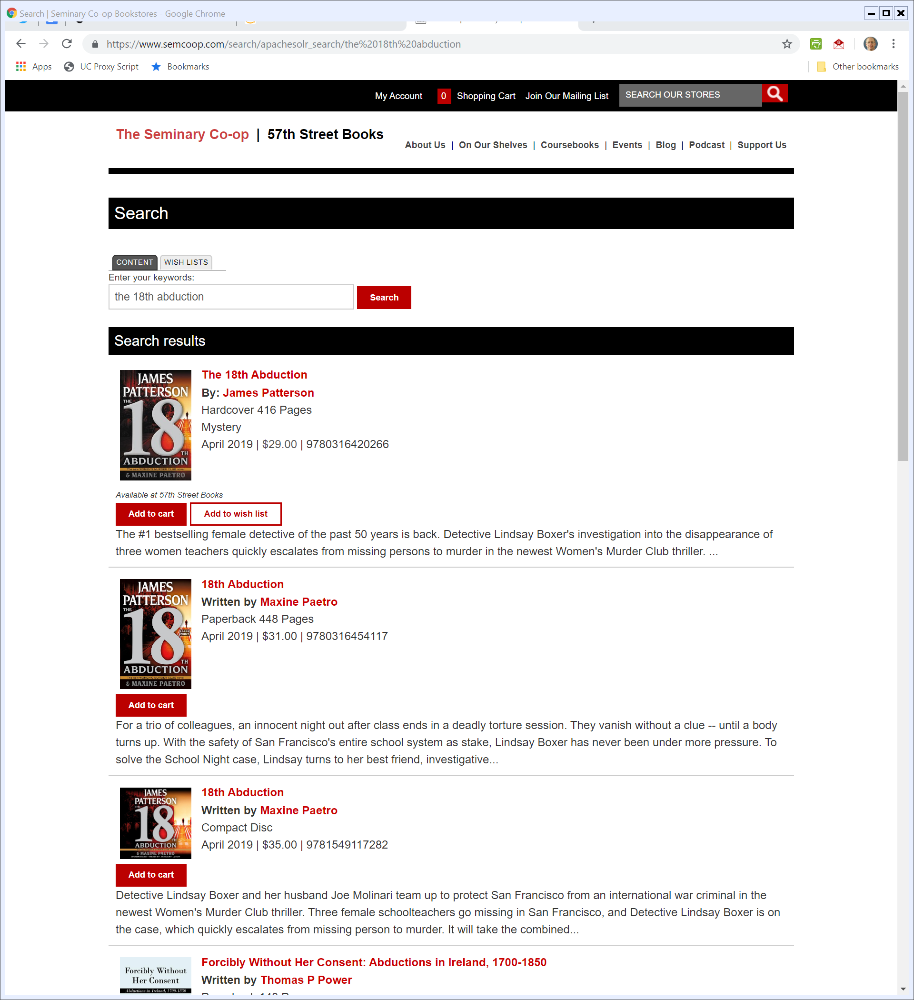 Search | Seminary Co-op Bookstores - Google Chrome
https://www.semcoop.com/search/apachesolr_search/the%2018th%20abduction
Apps UC Proxy Script Bookmarks Other bookmarks
My Account 0 Shopping Cart Join Our Mailing List SEARCH OUR STORES
The Seminary Co-op | 57th Street Books
About Us | On Our Shelves | Coursebooks | Events | Blog | Podcast | Support Us
Search
CONTENT WISH LISTS
Enter your keywords:
the 18th abduction Search
Search results
JAMES
PATTERSON
THE
18
TH
ABDUCTION
The new WOMEN'S MURDER CLUB novel
& MAXINE PAETRO
The 18th Abduction
By: James Patterson
Hardcover 416 Pages
Mystery
April 2019 | $29.00 | 9780316420266
Available at 57th Street Books
Add to cart Add to wish list
The #1 bestselling female detective of the past 50 years is back. Detective Lindsay Boxer's investigation into the disappearance of
three women teachers quickly escalates from missing persons to murder in the newest Women's Murder Club thriller. ...
JAMES
PATTERSON
THE
18
LARGE
PRINT
TH
ABDUCTION
The new WOMEN'S MURDER CLUB novel
& MAXINE PAETRO
18th Abduction
Written by Maxine Paetro
Paperback 448 Pages
April 2019 | $31.00 | 9780316454117
Add to cart
For a trio of colleagues, an innocent night out after class ends in a deadly torture session. They vanish without a clue -- until a body
turns up. With the safety of San Francisco's entire school system as stake, Lindsay Boxer has never been under more pressure. To
solve the School Night case, Lindsay turns to her best friend, investigative...
JAMES
PATTERSON
THE
18
TH
ABDUCTION
& MAXINE PAETRO
UNABRIDGED • READ BY JANUARY LAVOY
18th Abduction
Written by Maxine Paetro
Compact Disc
April 2019 | $35.00 | 9781549117282
Add to cart
Detective Lindsay Boxer and her husband Joe Molinari team up to protect San Francisco from an international war criminal in the
newest Women's Murder Club thriller. Three female schoolteachers go missing in San Francisco, and Detective Lindsay Boxer is on
the case, which quickly escalates from missing person to murder. It will take the combined...
Forcibly Without
Her Consent
Abductions in Ireland, 1700-1850
Forcibly Without Her Consent: Abductions in Ireland, 1700-1850
Written by Thomas P Power